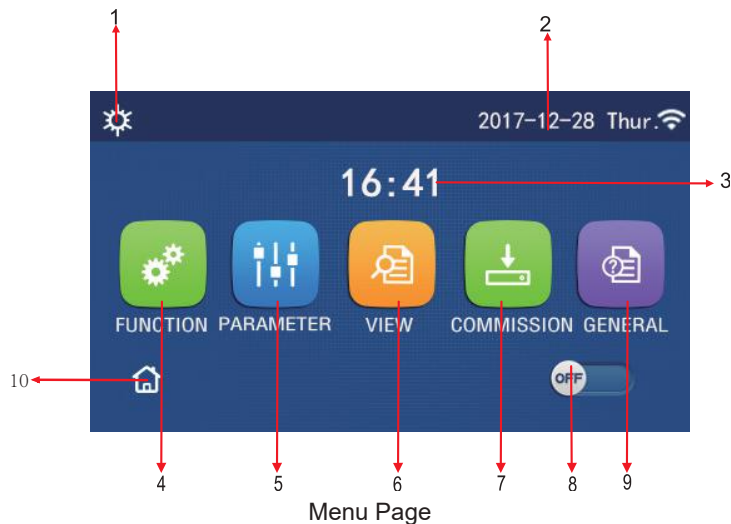 1
2
2017-12-28 Thur.
16:41
3
FUNCTION PARAMETER VIEW COMMISSION GENERAL
10
OFF
4 5 6 7 8 9
Menu Page